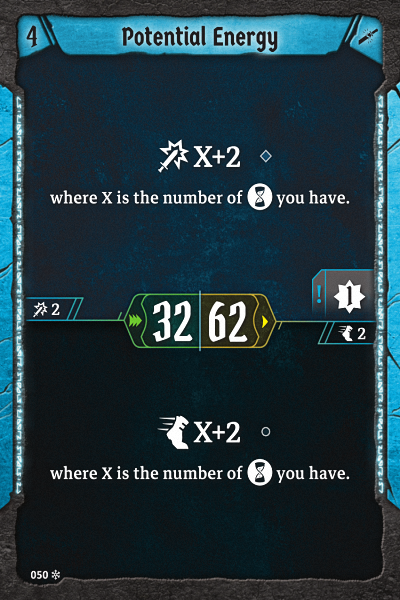 4 Potential Energy
X+2
where X is the number of you have.
! 1
2
32 62
2
X+2
where X is the number of you have.
050